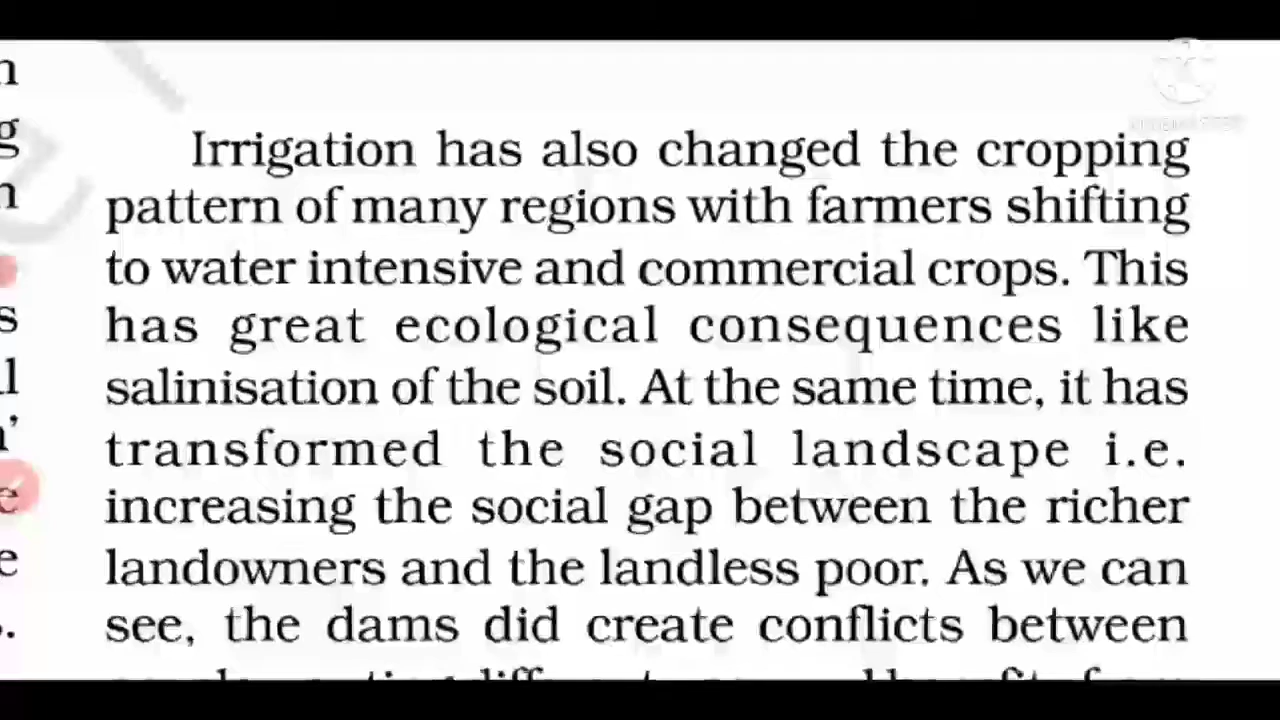 Irrigation has also changed the cropping
pattern of many regions with farmers shifting
to water intensive and commercial crops. This
has great ecological consequences like
salinisation of the soil. At the same time, it has
transformed the social landscape i.e.
increasing the social gap between the richer
landowners and the landless poor. As we can
see, the dams did create conflicts between